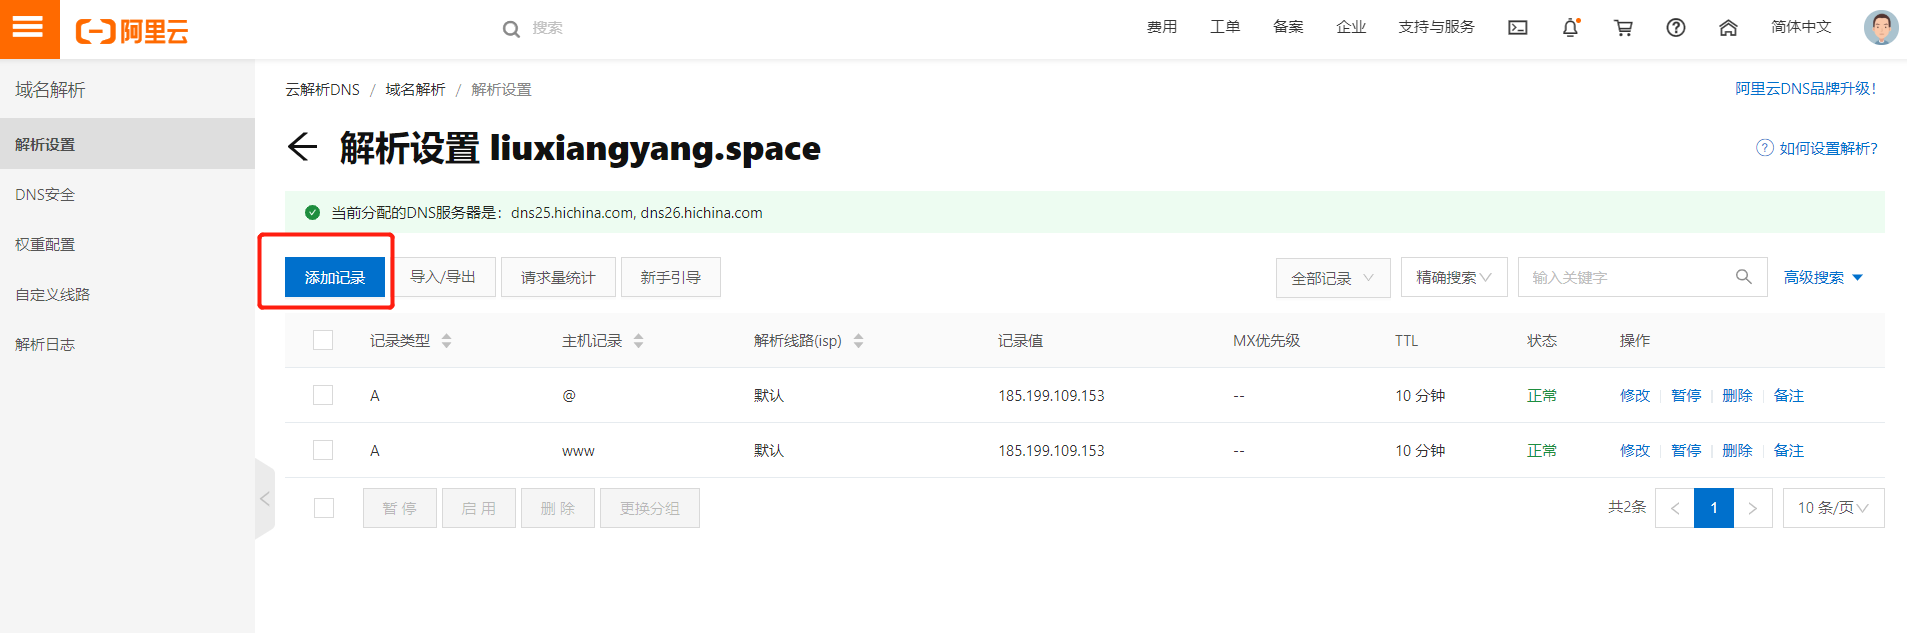 阿里云
搜索
费用 工单 备案 企业 支持与服务 简体中文
域名解析
解析设置
DNS安全
权重配置
自定义线路
解析日志
云解析DNS / 域名解析 / 解析设置
阿里云DNS品牌升级!
解析设置 liuxiangyang.space
如何设置解析?
当前分配的DNS服务器是: dns25.hichina.com, dns26.hichina.com
添加记录 导入/导出 请求量统计 新手引导 全部记录 精确搜索 输入关键字 高级搜索
记录类型 主机记录 解析线路(isp) 记录值 MX优先级 TTL 状态 操作
A @ 默认 185.199.109.153 -- 10 分钟 正常 修改 暂停 删除 备注
A www 默认 185.199.109.153 -- 10 分钟 正常 修改 暂停 删除 备注
暂停 启用 删除 更换分组 共2条 < 1 > 10 条/页